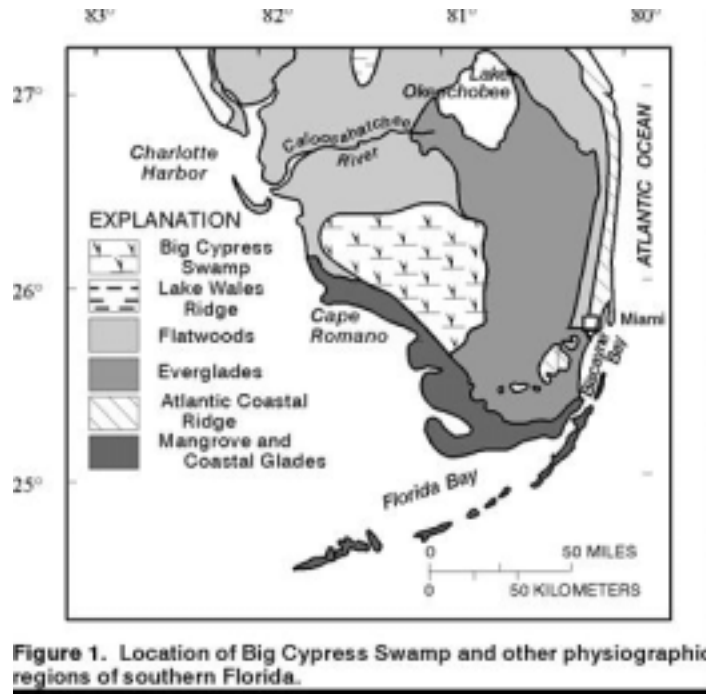 83° 82° 81° 80°
27°
Lake
Okeechobee
Caloosahatchee
River
Charlotte
Harbor
ATLANTIC OCEAN
EXPLANATION
Big Cypress
Swamp
26°
Lake Wales
Ridge
Cape
Romano
Miami
Flatwoods
Biscayne
Bay
Everglades
Atlantic Coastal
Ridge
Mangrove and
Coastal Glades
25°
Florida Bay
0 50 MILES
0 50 KILOMETERS
Figure 1. Location of Big Cypress Swamp and other physiographic
regions of southern Florida.